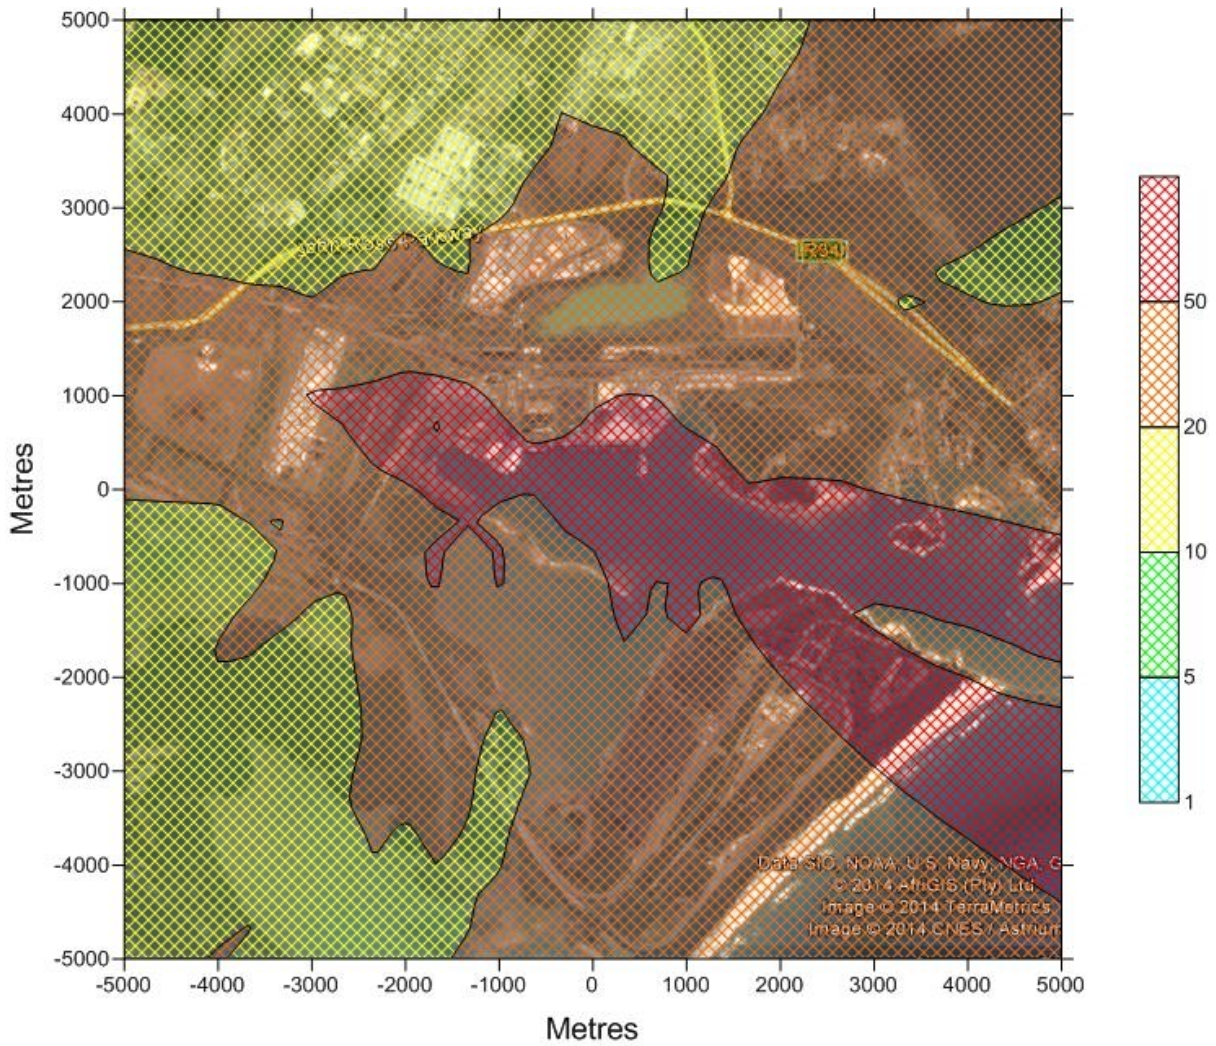 5000
4000
3000
2000
1000
0
-1000
-2000
-3000
-4000
-5000
Metres
John Ross Parkway
R34
50
20
10
5
1
Data SIO, NOAA, U.S. Navy, NGA, G
© 2014 AfriGIS (Pty) Ltd.
Image © 2014 TerraMetrics
Image © 2014 CNES / Astrium
-5000 -4000 -3000 -2000 -1000 0 1000 2000 3000 4000 5000
Metres